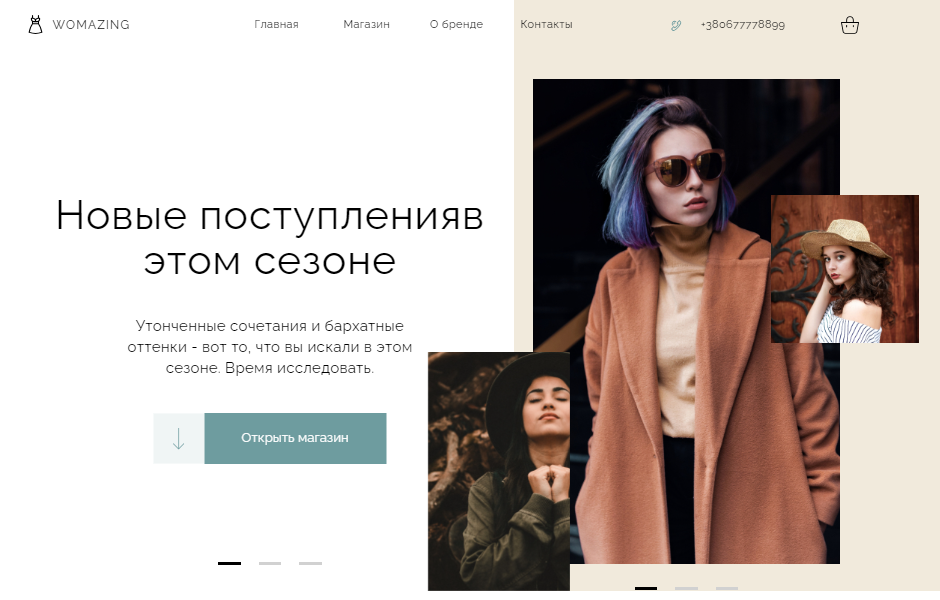 WOMAZING
Главная
Магазин
О бренде
Контакты
+380677778899
Новые поступленияв
этом сезоне
Утонченные сочетания и бархатные
оттенки - вот то, что вы искали в этом
сезоне. Время исследовать.
Открыть магазин